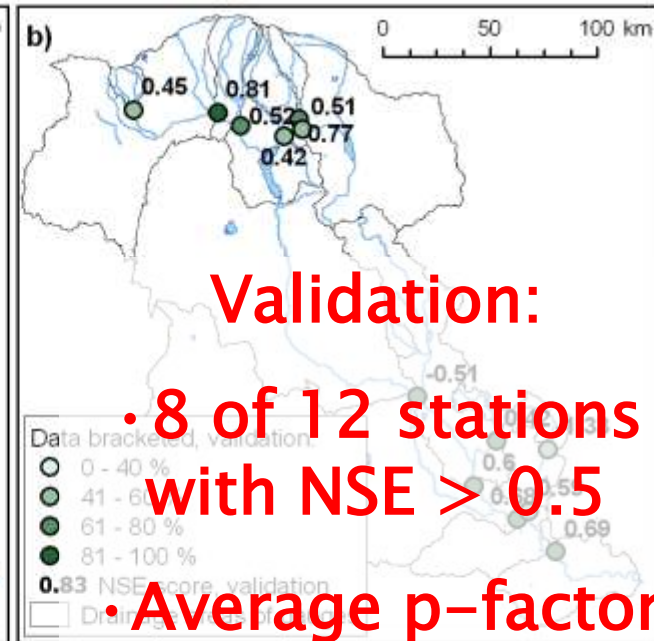 b)
0 50 100 km
0.45
0.81
0.52
0.51
0.77
0.42
Validation:
-0.51
• 8 of 12 stations
Data bracketed, validation
0 - 40 %
0.6
with NSE > 0.5
61 - 80 %
0.69
81 - 100 %
0.83 NSE score, validation
• Average p-factor